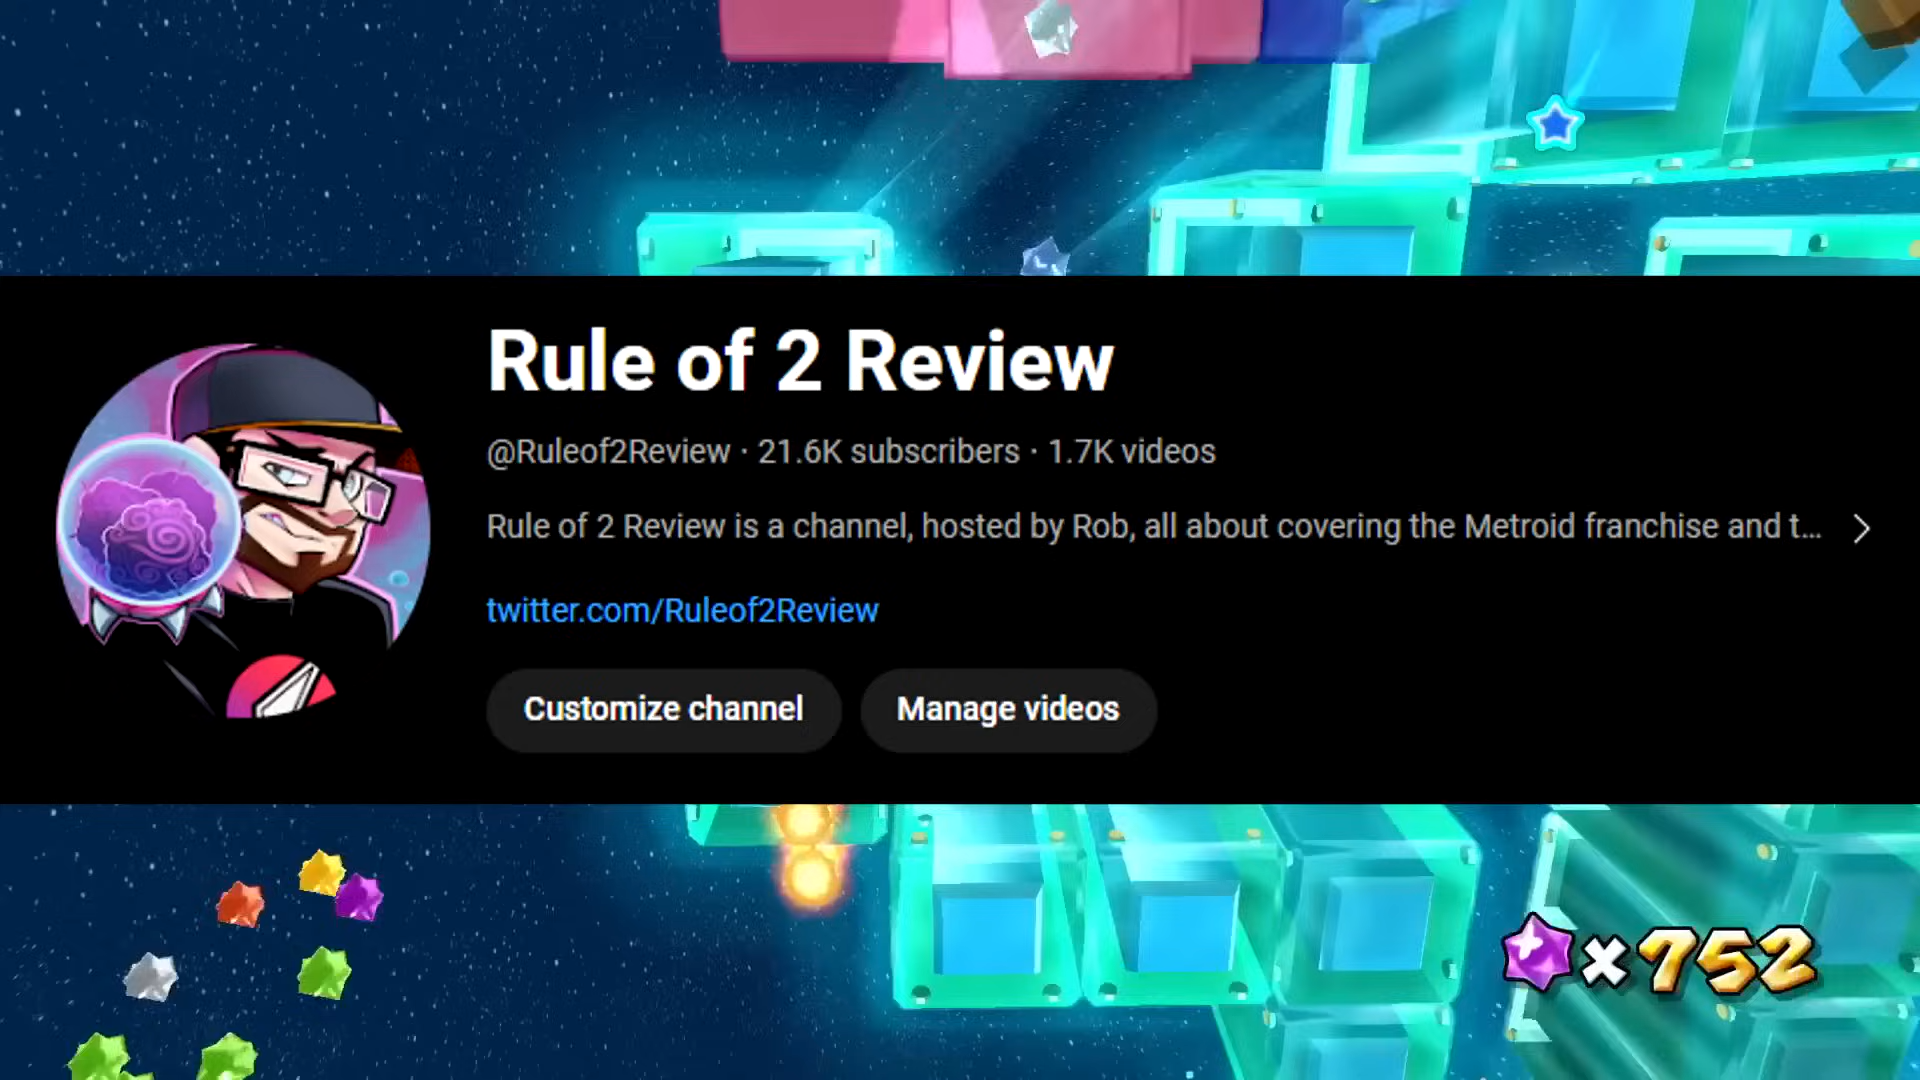 Rule of 2 Review
@Ruleof2Review · 21.6K subscribers · 1.7K videos
Rule of 2 Review is a channel, hosted by Rob, all about covering the Metroid franchise and t...
twitter.com/Ruleof2Review
Customize channel Manage videos
×752